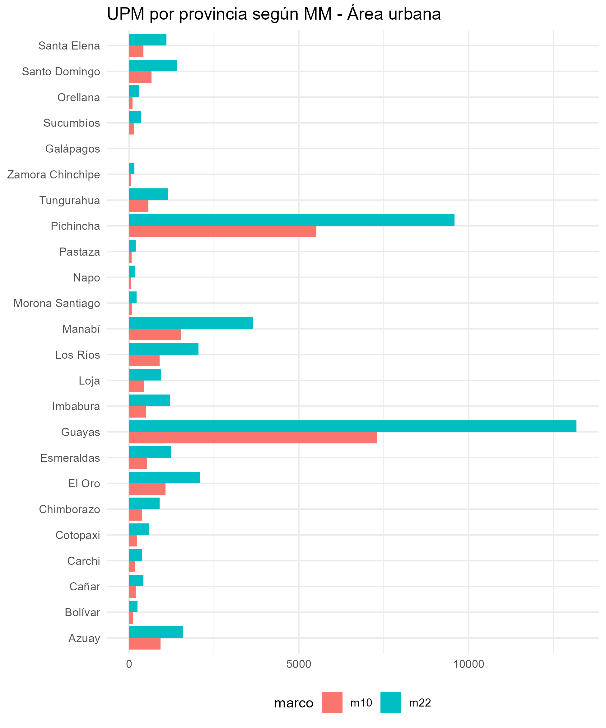 UPM por provincia según MM - Área urbana
Santa Elena
Santo Domingo
Orellana
Sucumbíos
Galápagos
Zamora Chinchipe
Tungurahua
Pichincha
Pastaza
Napo
Morona Santiago
Manabí
Los Ríos
Loja
Imbabura
Guayas
Esmeraldas
El Oro
Chimborazo
Cotopaxi
Carchi
Cañar
Bolívar
Azuay
0 5000 10000
marco m10 m22